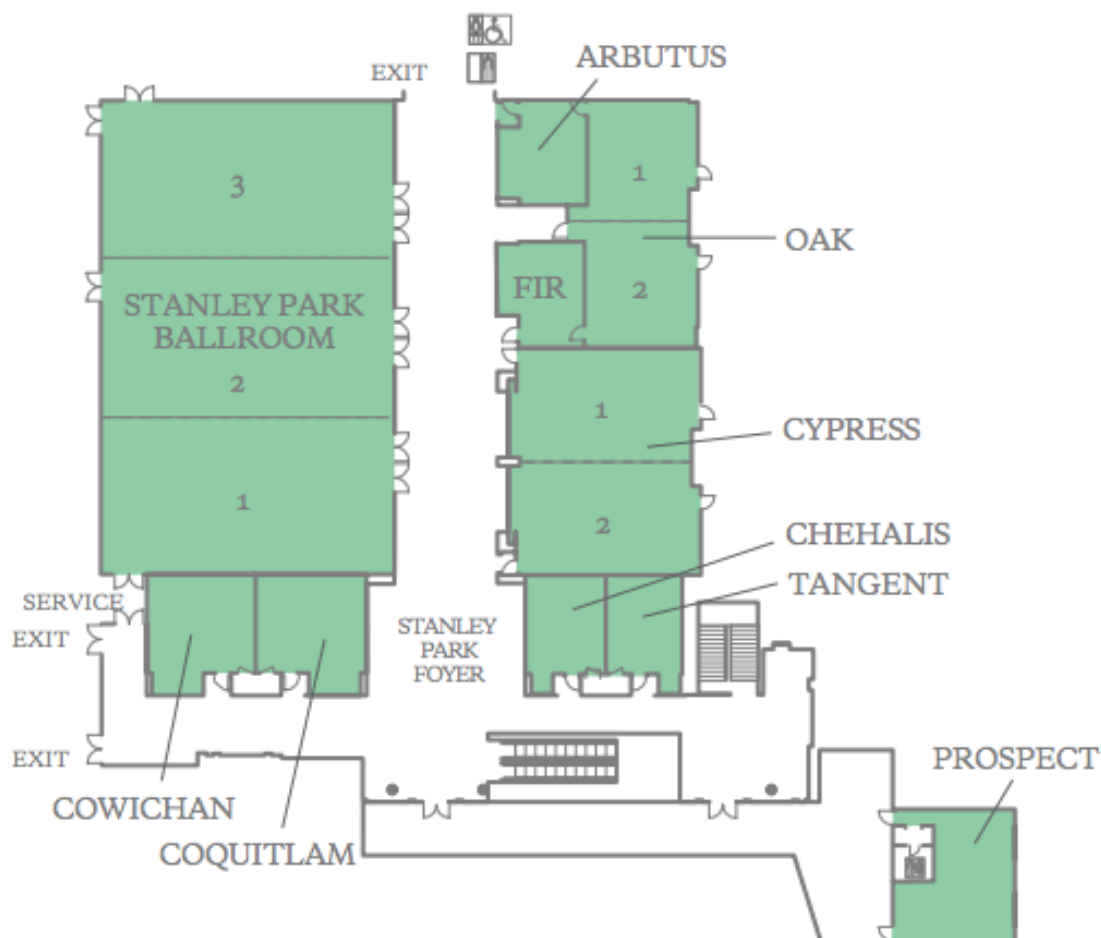 EXIT
ARBUTUS
3
1
OAK
STANLEY PARK
BALLROOM
FIR
2
2
1
CYPRESS
1
2
CHEHALIS
TANGENT
SERVICE
EXIT
STANLEY
PARK
FOYER
EXIT
PROSPECT
COWICHAN
COQUITLAM